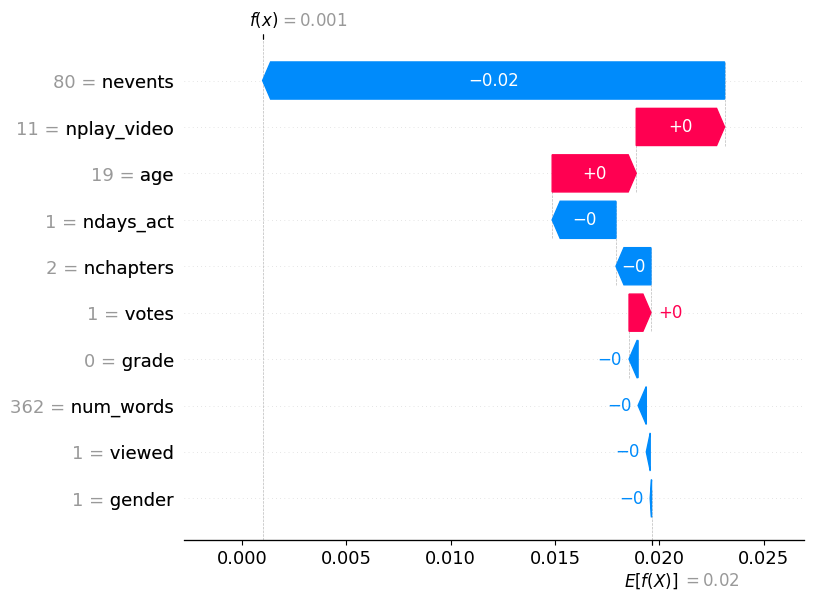 f(x) = 0.001
80 = nevents
−0.02
11 = nplay_video
+0
19 = age
+0
1 = ndays_act
−0
2 = nchapters
−0
1 = votes
+0
0 = grade
−0
362 = num_words
−0
1 = viewed
−0
1 = gender
−0
0.000 0.005 0.010 0.015 0.020 0.025
E[f(X)] = 0.02